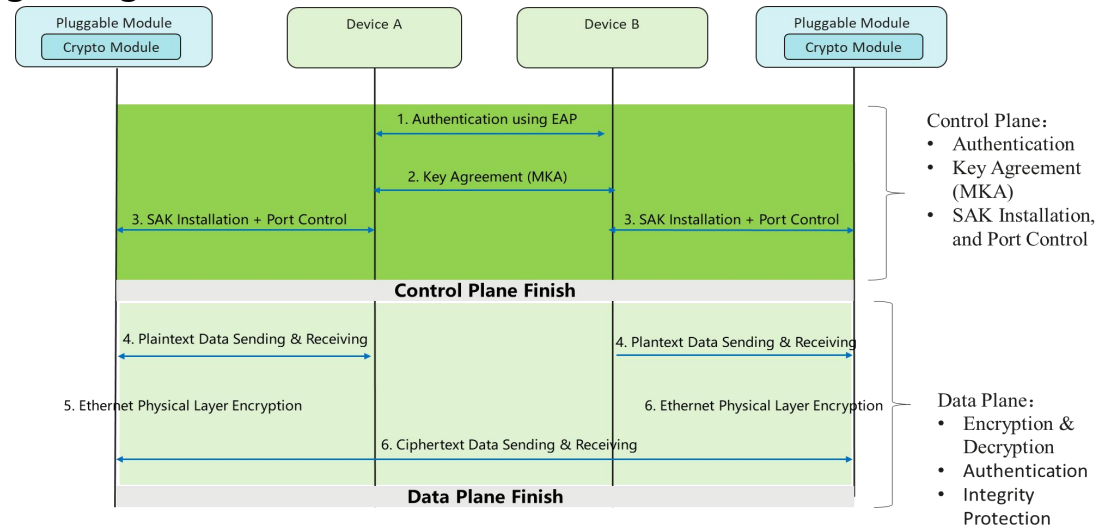 Pluggable Module
Crypto Module
Device A
Device B
Pluggable Module
Crypto Module
1. Authentication using EAP
2. Key Agreement (MKA)
3. SAK Installation + Port Control
3. SAK Installation + Port Control
Control Plane Finish
Control Plane:
• Authentication
• Key Agreement
(MKA)
• SAK Installation,
and Port Control
4. Plaintext Data Sending & Receiving
4. Plantext Data Sending & Receiving
5. Ethernet Physical Layer Encryption
6. Ethernet Physical Layer Encryption
6. Ciphertext Data Sending & Receiving
Data Plane Finish
Data Plane:
• Encryption &
Decryption
• Authentication
• Integrity
Protection